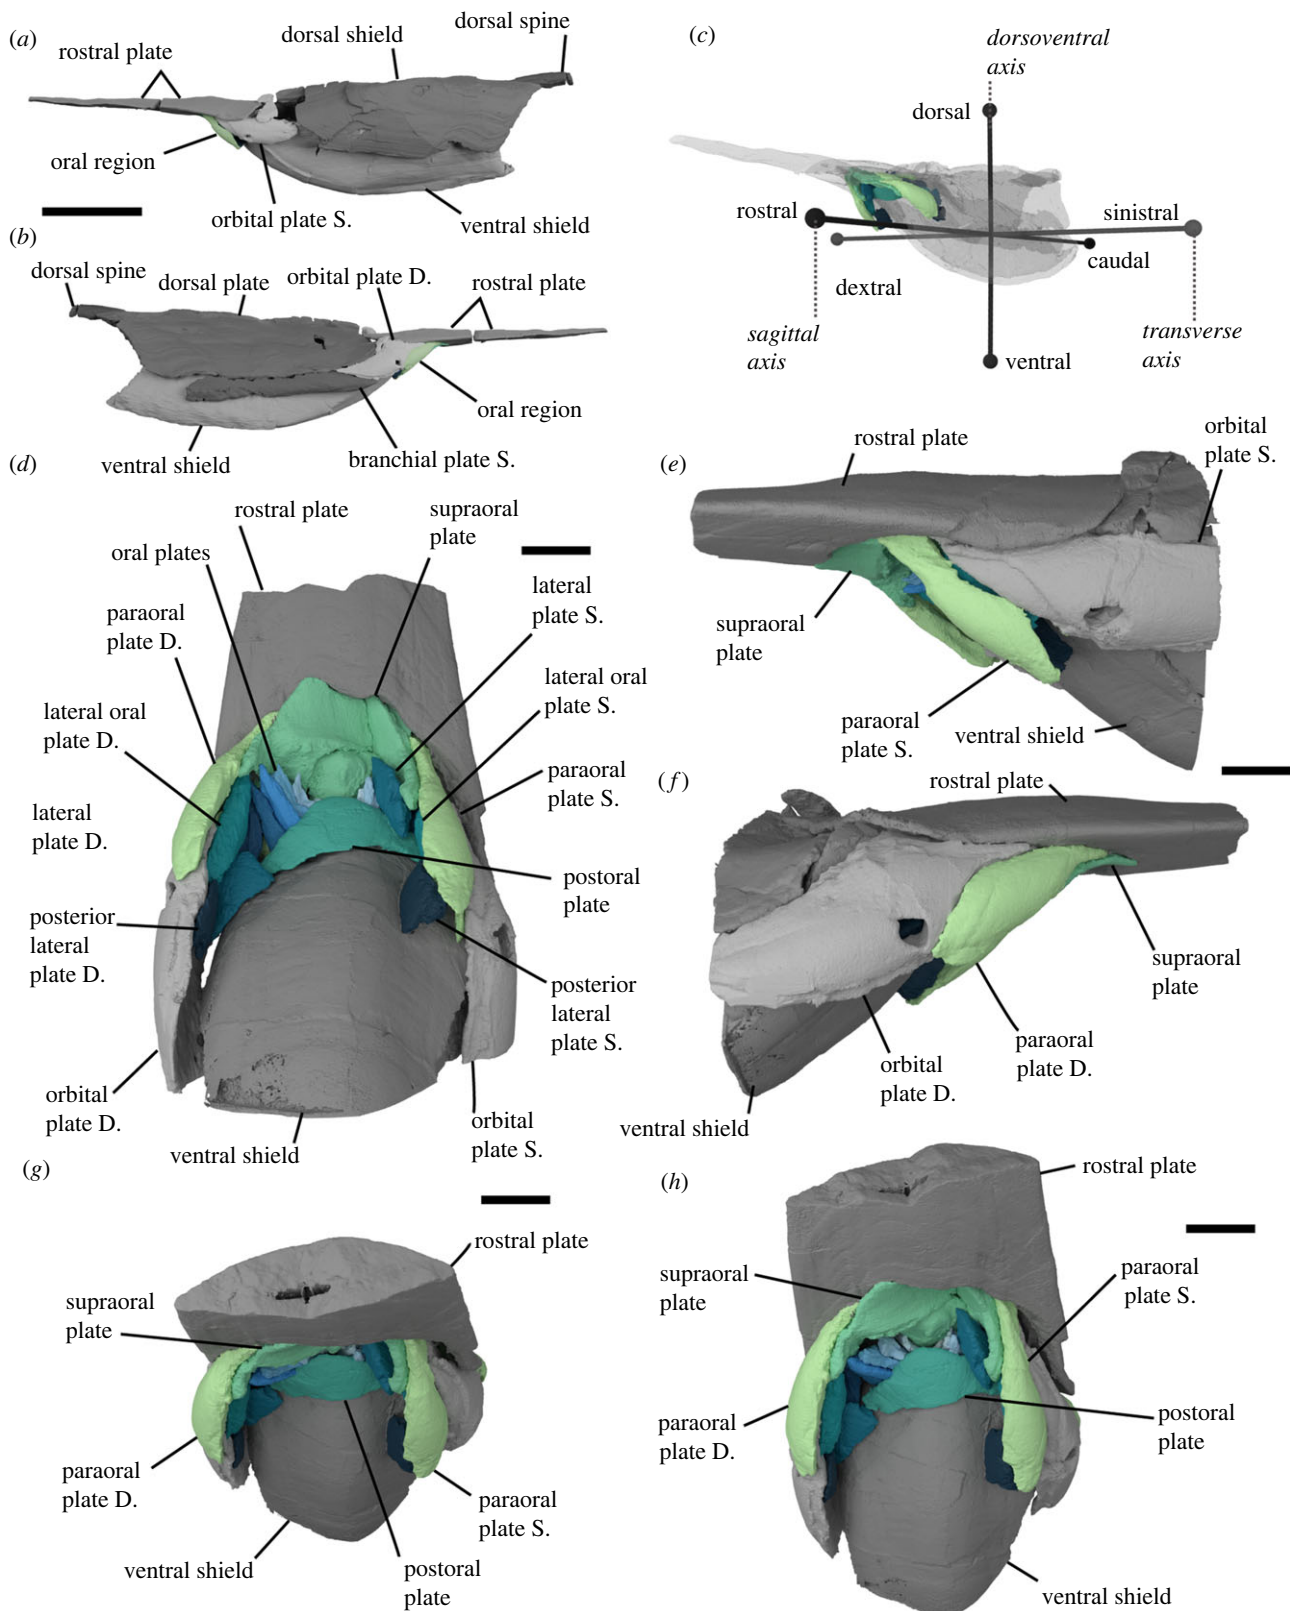 (a)
rostral plate
dorsal shield
dorsal spine
oral region
orbital plate S.
ventral shield
(b)
dorsal spine
dorsal plate
orbital plate D.
rostral plate
oral region
ventral shield
branchial plate S.
(c)
dorsoventral
axis
dorsal
rostral
sinistral
dextral
caudal
sagittal
axis
transverse
axis
ventral
(d)
rostral plate
supraoral
plate
oral plates
paraoral
plate D.
lateral
plate S.
lateral oral
plate D.
lateral oral
plate S.
lateral
plate D.
paraoral
plate S.
posterior
lateral
plate D.
postoral
plate
posterior
lateral
plate S.
orbital
plate D.
ventral shield
orbital
plate S.
(e)
rostral plate
orbital
plate S.
supraoral
plate
paraoral
plate S.
ventral shield
(f)
rostral plate
supraoral
plate
paraoral
plate D.
orbital
plate D.
ventral shield
(g)
rostral plate
supraoral
plate
paraoral
plate D.
paraoral
plate S.
ventral shield
postoral
plate
(h)
rostral plate
supraoral
plate
paraoral
plate S.
paraoral
plate D.
postoral
plate
ventral shield